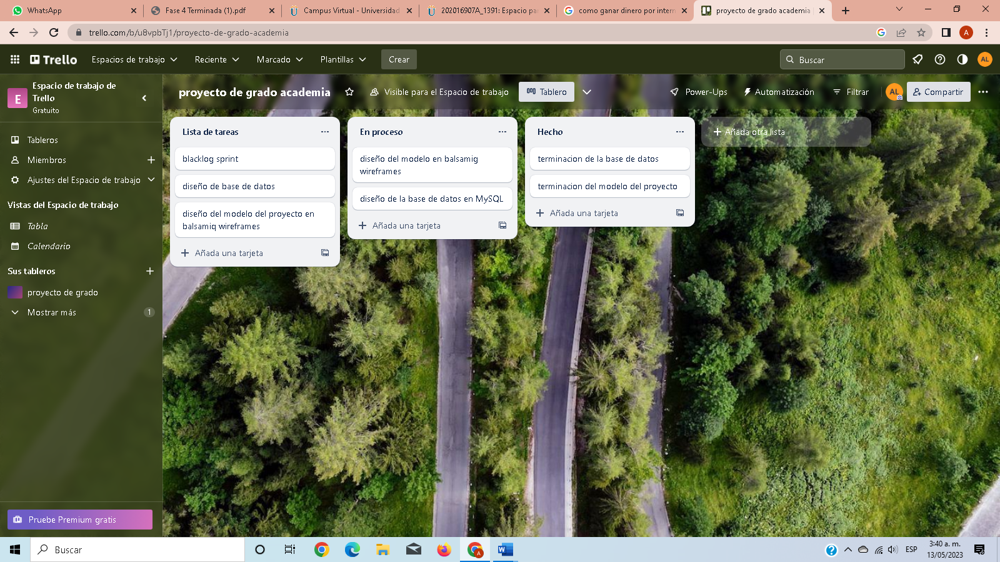 WhatsApp
Fase 4 Terminada (1).pdf
Campus Virtual - Universidad
202016907A_1391: Espacio pa
como ganar dinero por intern
proyecto de grado academia
trello.com/b/u8vpbTj1/proyecto-de-grado-academia
A
Trello
Espacios de trabajo
Reciente
Marcado
Plantillas
Crear
Buscar
AL
E
Espacio de trabajo de
Trello
Gratuito
proyecto de grado academia
Visible para el Espacio de trabajo
Tablero
Power-Ups
Automatización
Filtrar
AL
Compartir
Tableros
Miembros
Ajustes del Espacio de trabajo
Vistas del Espacio de trabajo
Tabla
Calendario
Sus tableros
proyecto de grado
Mostrar más
1
Pruebe Premium gratis
Lista de tareas
blacklog sprint
diseño de base de datos
diseño del modelo del proyecto en
balsamiq wireframes
Añada una tarjeta
En proceso
diseño del modelo en balsamig
wireframes
diseño de la base de datos en MySQL
Añada una tarjeta
Hecho
terminacion de la base de datos
terminacion del modelo del proyecto
Añada una tarjeta
Añada otra lista
Buscar
A
W
ESP
3:40 a. m.
13/05/2023